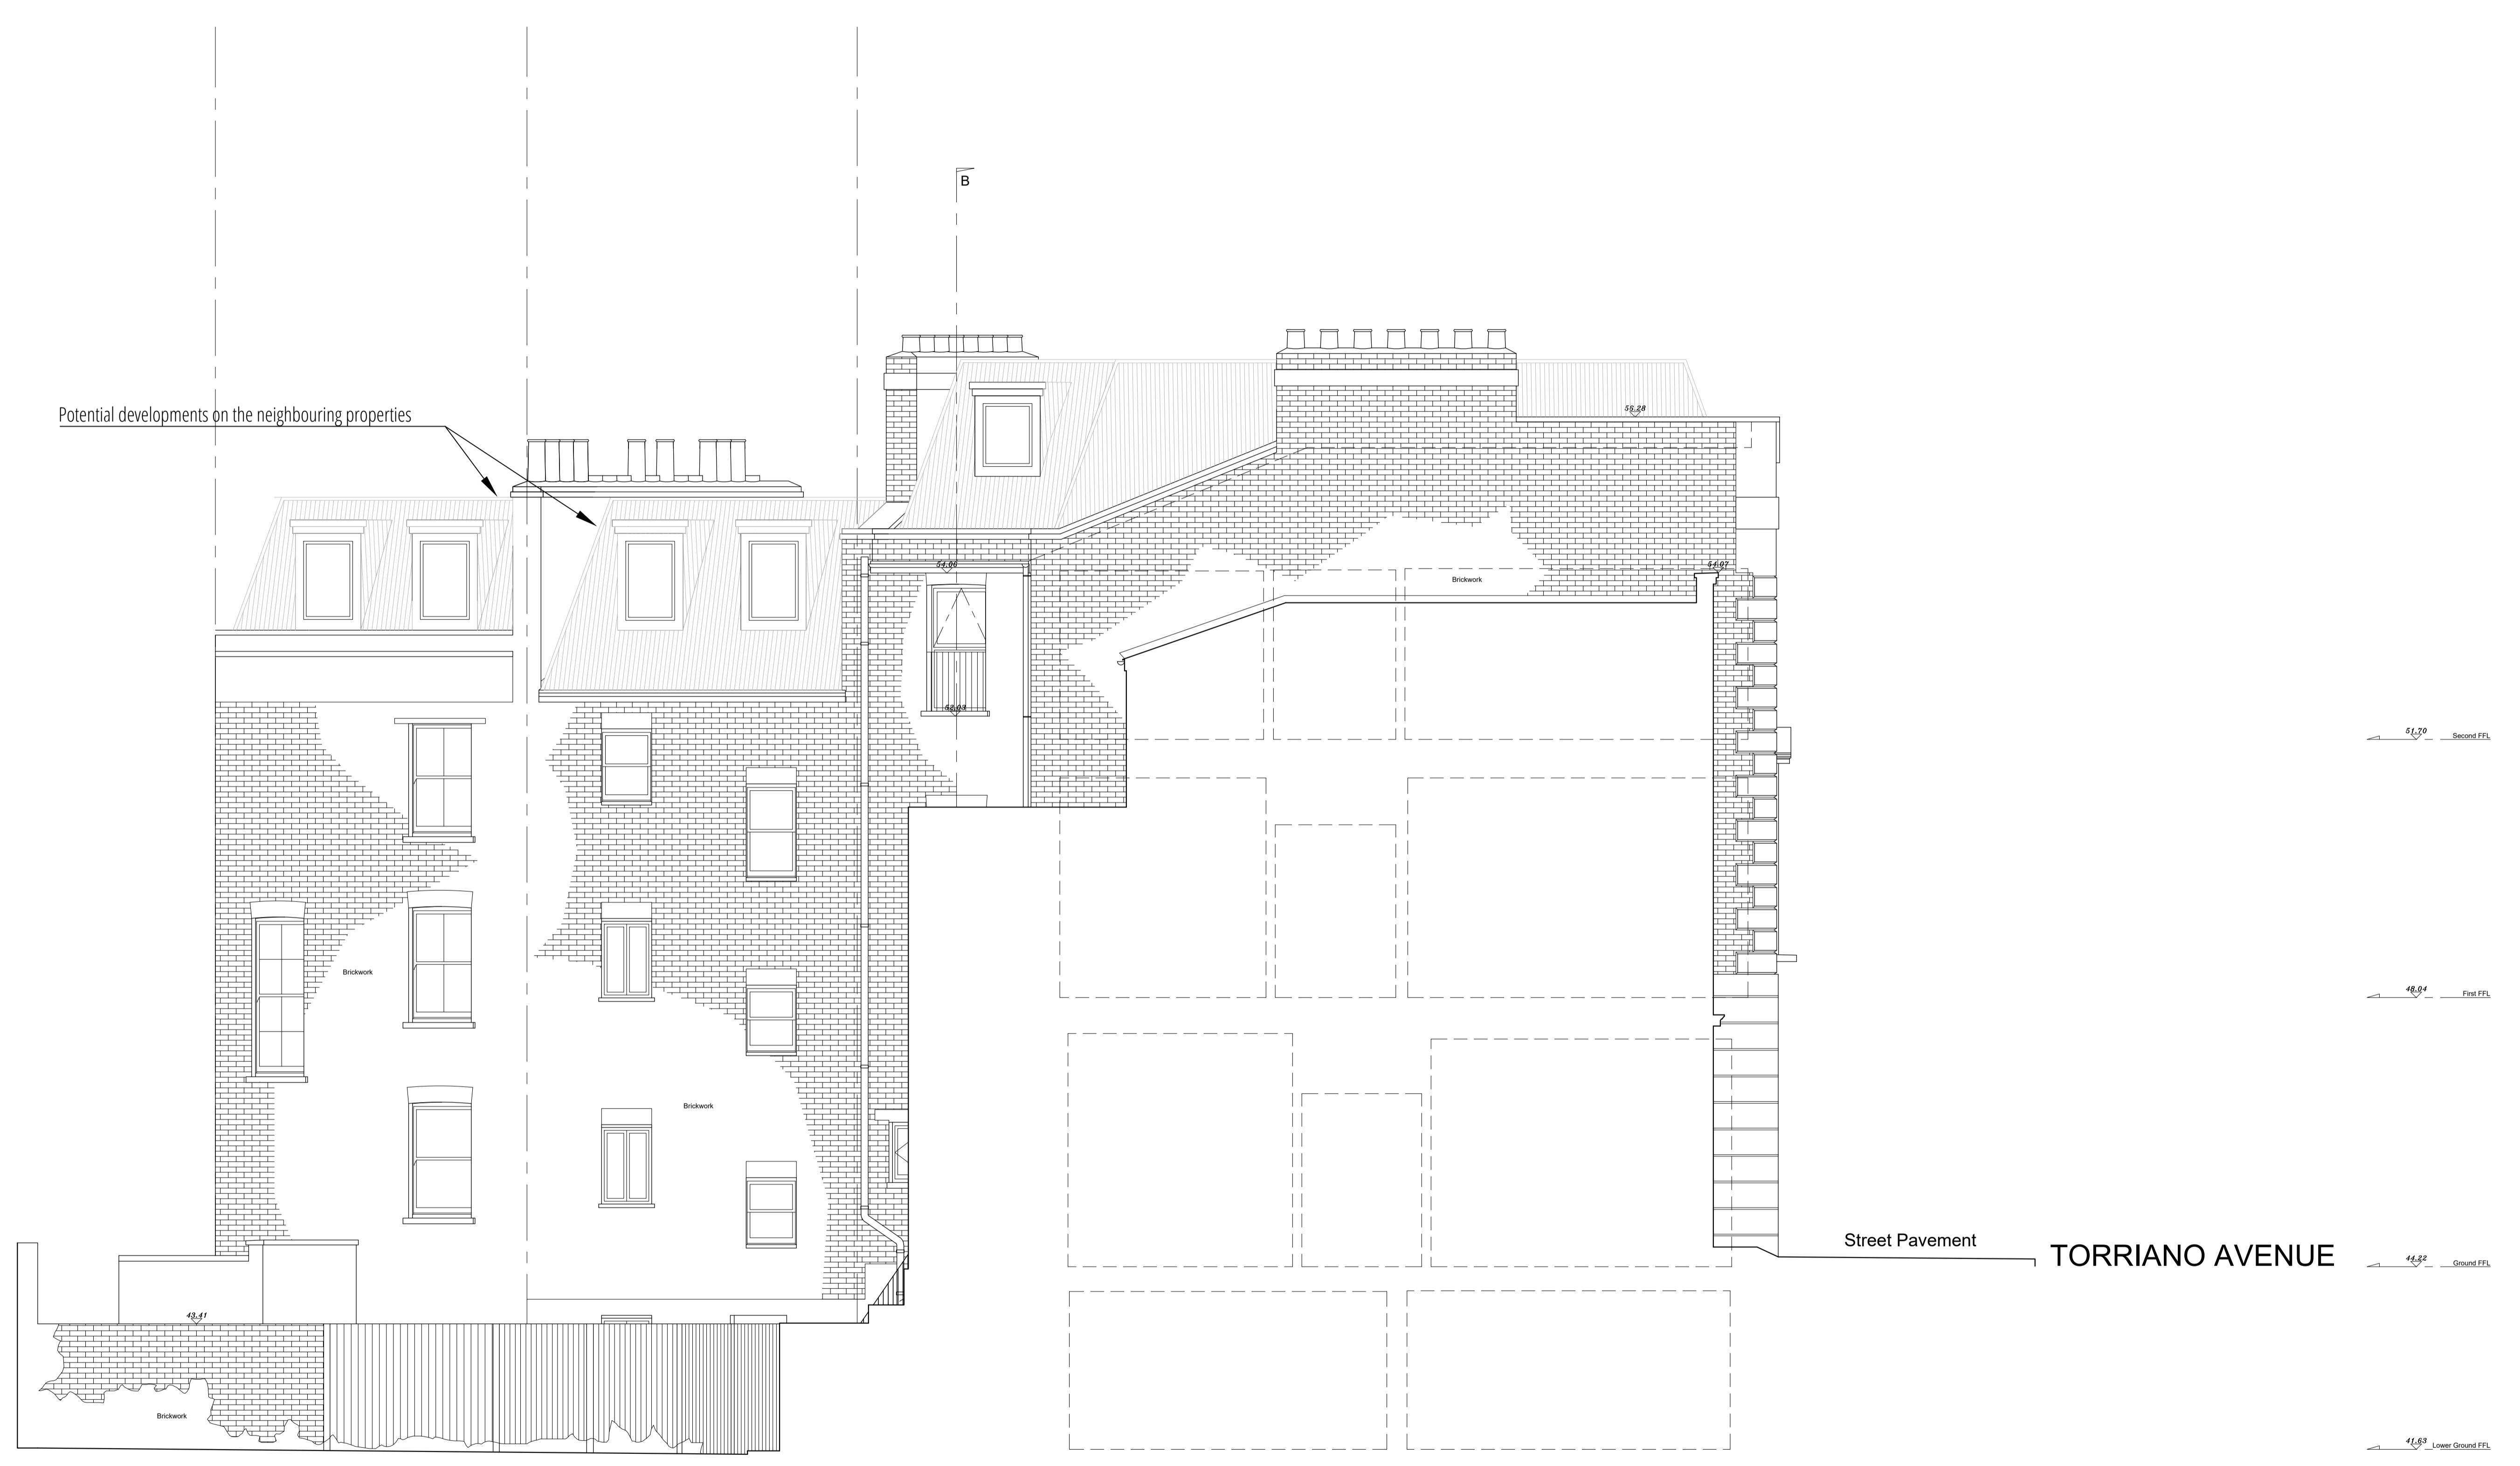 B
Potential developments on the neighbouring properties
55.28
54.06
54.07
Brickwork
52.03
51.70
Second FFL
Brickwork
48.04
First FFL
Brickwork
Street Pavement
TORRIANO AVENUE
44.22
Ground FFL
43.41
Brickwork
41.63
Lower Ground FFL